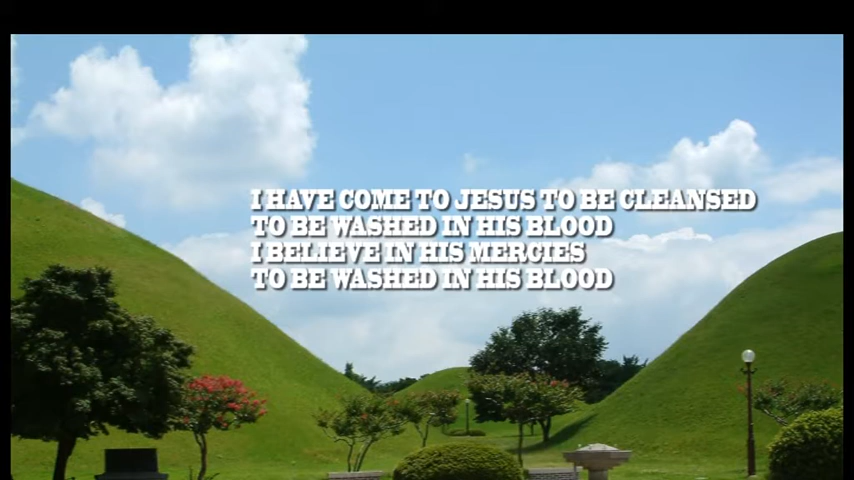 I HAVE COME TO JESUS TO BE CLEANSED
TO BE WASHED IN HIS BLOOD
I BELIEVE IN HIS MERCIES
TO BE WASHED IN HIS BLOOD